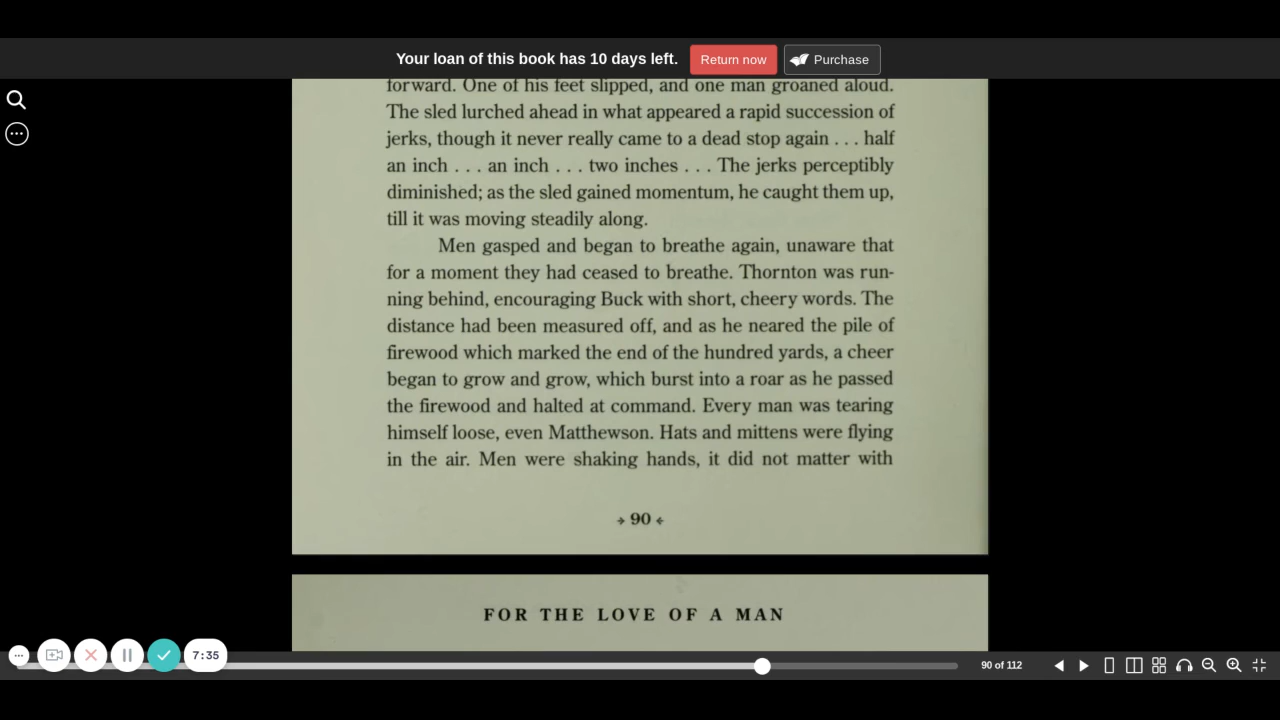 Your loan of this book has 10 days left. Return now Purchase
forward. One of his feet slipped, and one man groaned aloud.
The sled lurched ahead in what appeared a rapid succession of
jerks, though it never really came to a dead stop again . . . half
an inch . . . an inch . . . two inches . . . The jerks perceptibly
diminished; as the sled gained momentum, he caught them up,
till it was moving steadily along.
Men gasped and began to breathe again, unaware that
for a moment they had ceased to breathe. Thornton was run-
ning behind, encouraging Buck with short, cheery words. The
distance had been measured off, and as he neared the pile of
firewood which marked the end of the hundred yards, a cheer
began to grow and grow, which burst into a roar as he passed
the firewood and halted at command. Every man was tearing
himself loose, even Matthewson. Hats and mittens were flying
in the air. Men were shaking hands, it did not matter with
90
FOR THE LOVE OF A MAN
7:35
90 of 112